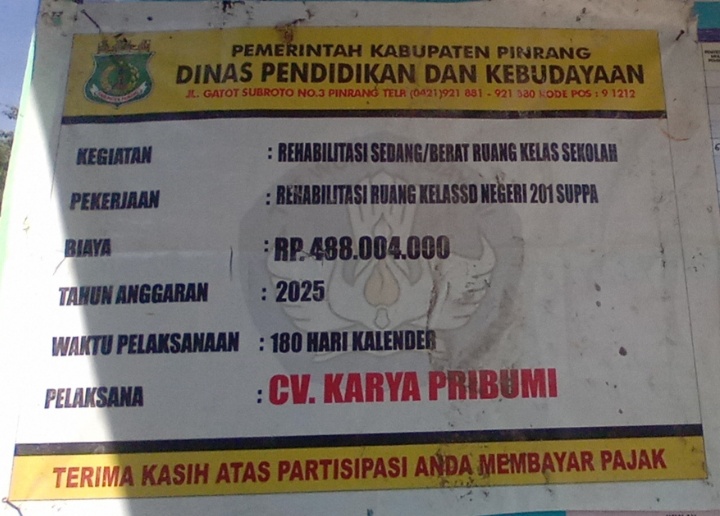 PEMERINTAH KABUPATEN PINRANG
DINAS PENDIDIKAN DAN KEBUDAYAAN
JL. GATOT SUBROTO NO.3 PINRANG TELP. (0421)921 881 - 921 880 KODE POS : 9 1212
KEGIATAN : REHABILITASI SEDANG/BERAT RUANG KELAS SEKOLAH
PEKERJAAN : REHABILITASI RUANG KELASSD NEGERI 201 SUPPA
BIAYA : RP. 488.004.000
TAHUN ANGGARAN : 2025
WAKTU PELAKSANAAN : 180 HARI KALENDER
PELAKSANA : CV. KARYA PRIBUMI
TERIMA KASIH ATAS PARTISIPASI ANDA MEMBAYAR PAJAK